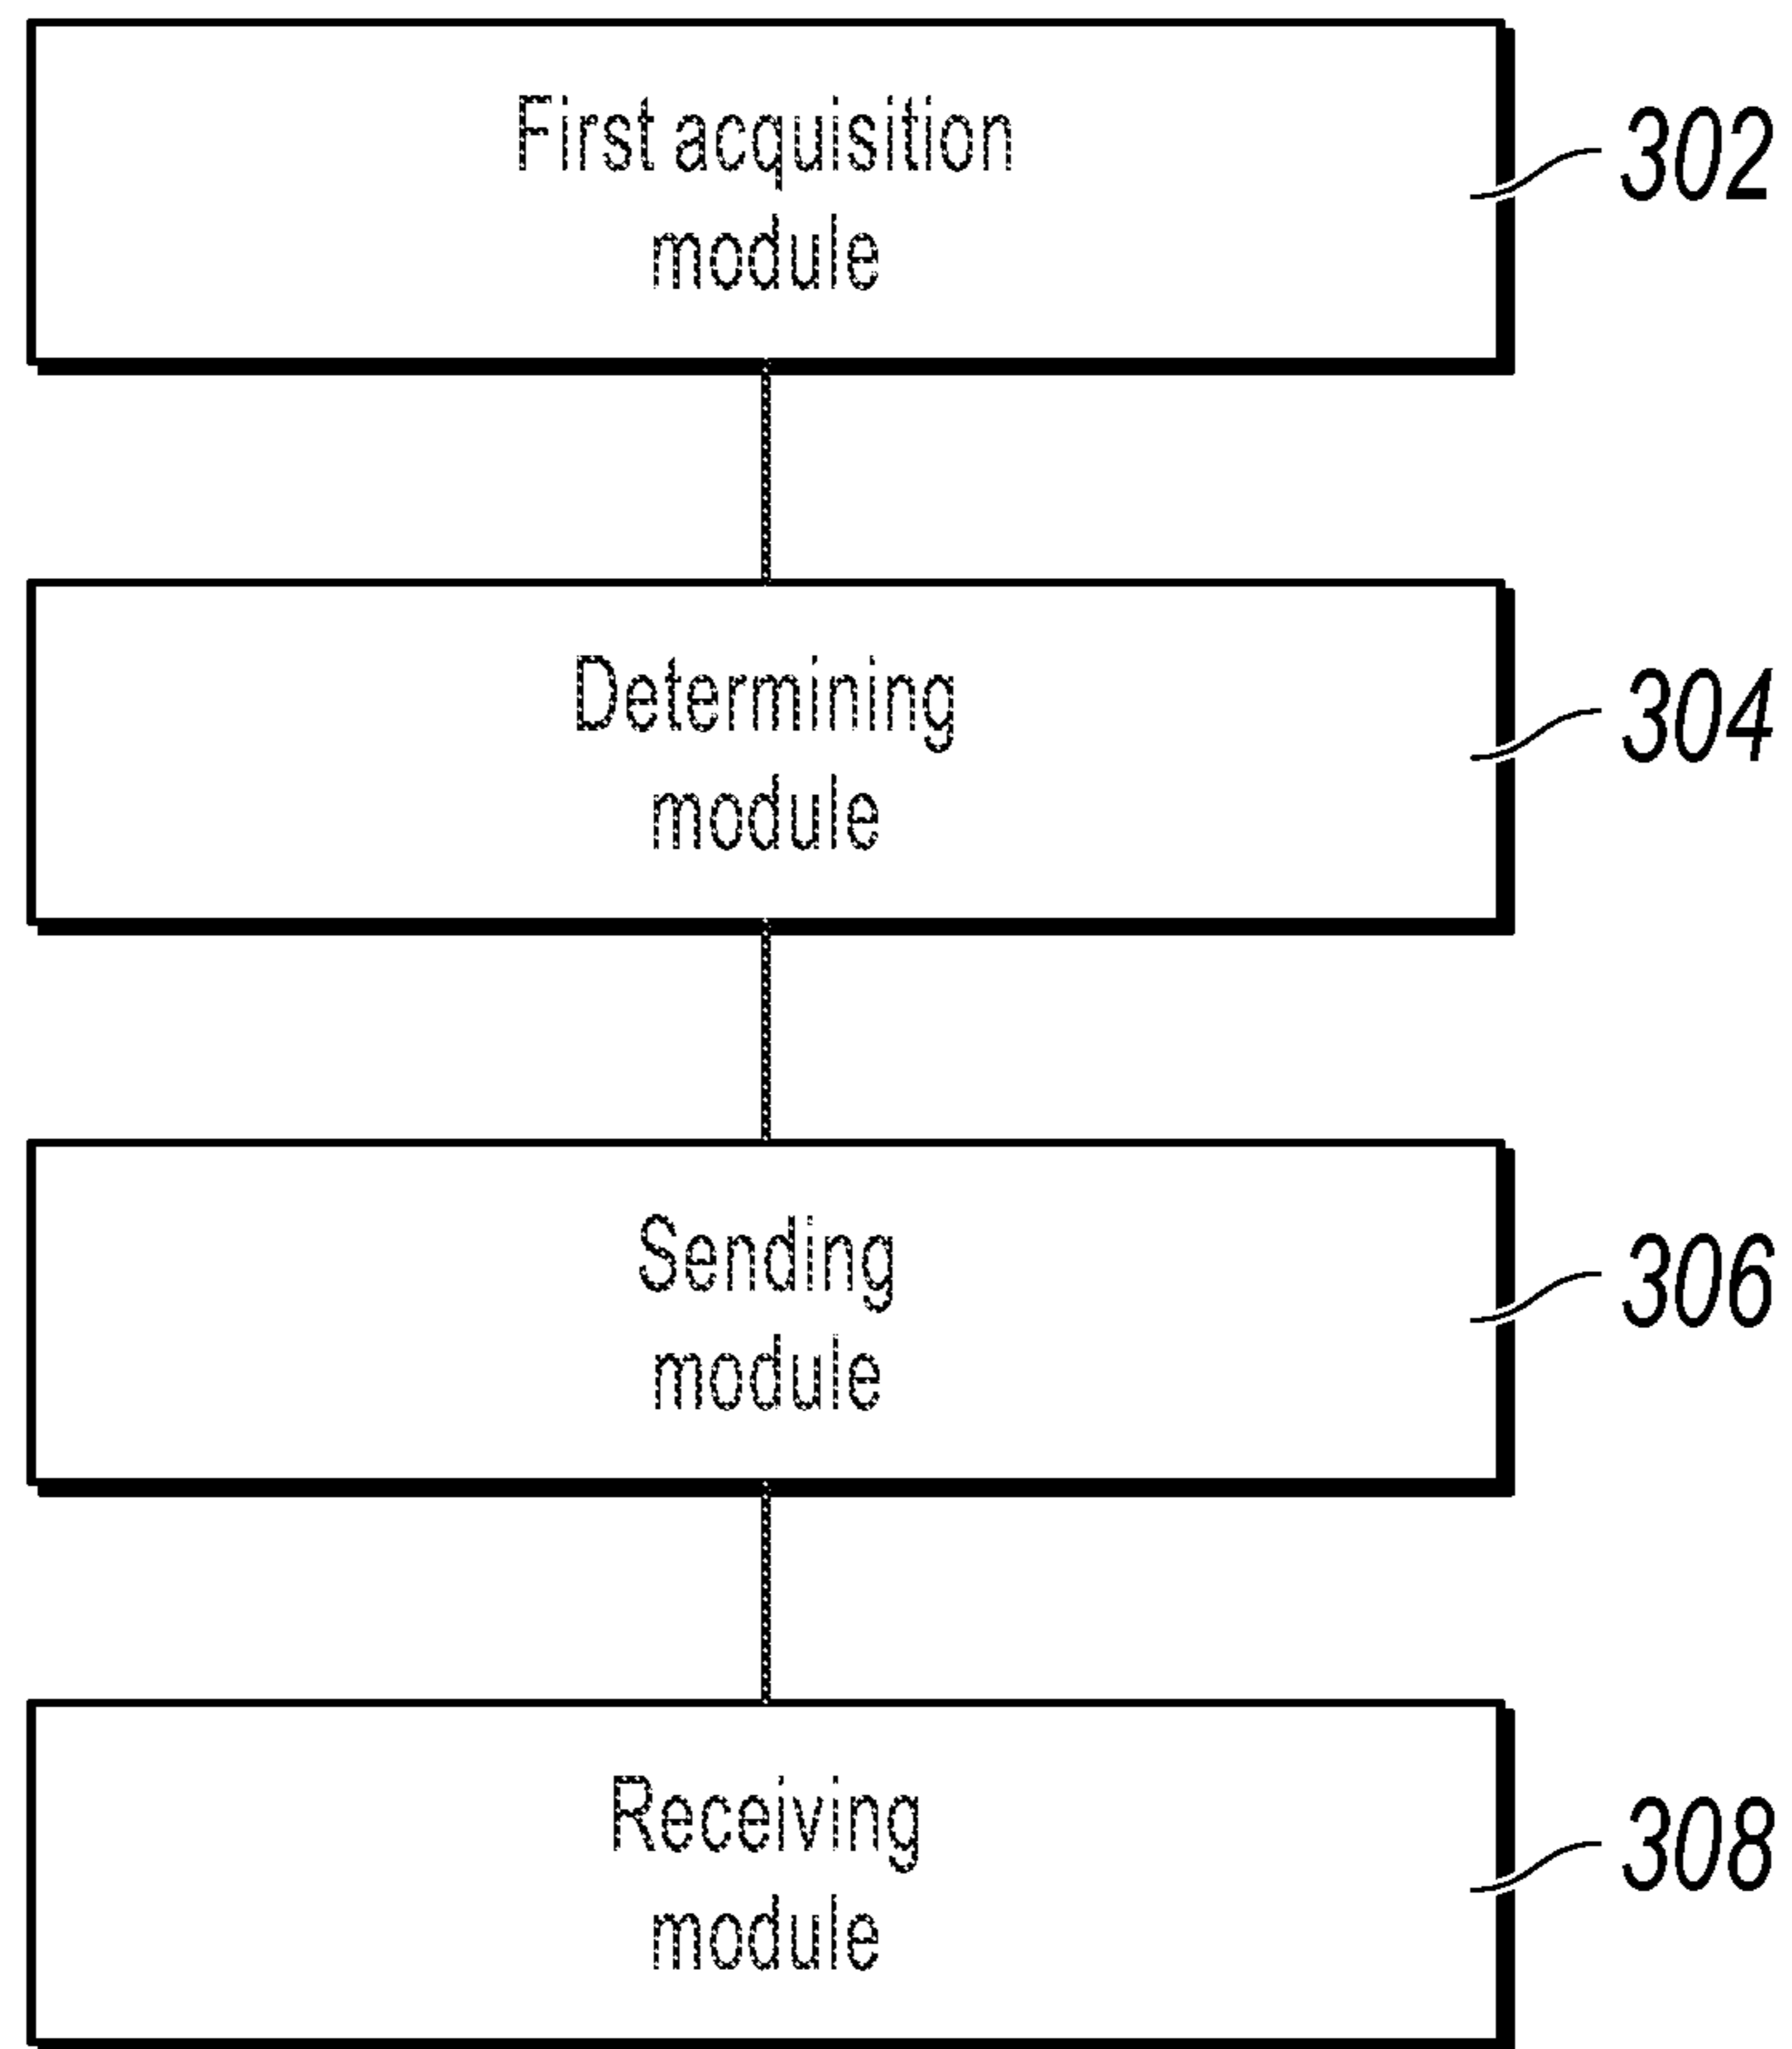 First acquisition
module
302
Determining
module
304
Sending
module
306
Receiving
module
308